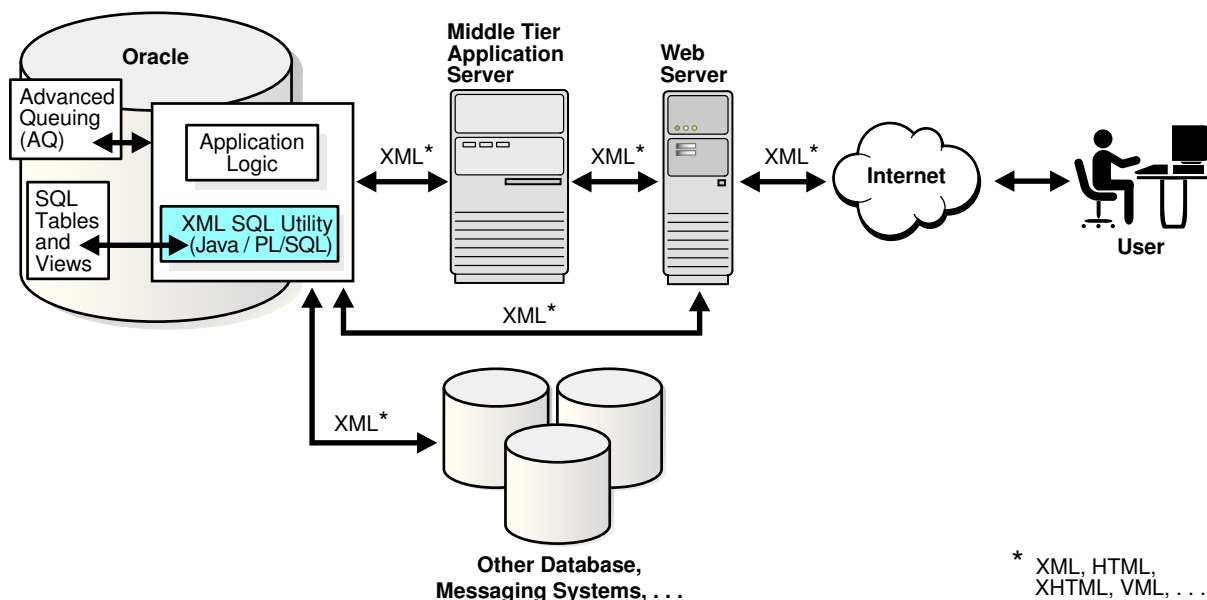 Oracle
Advanced
Queuing
(AQ)
Application
Logic
SQL
Tables
and
Views
XML SQL Utility
(Java / PL/SQL)
XML*
Middle Tier
Application
Server
XML*
Web
Server
XML*
Internet
User
XML*
XML*
Other Database,
Messaging Systems, . . .
* XML, HTML,
XHTML, VML, . . .